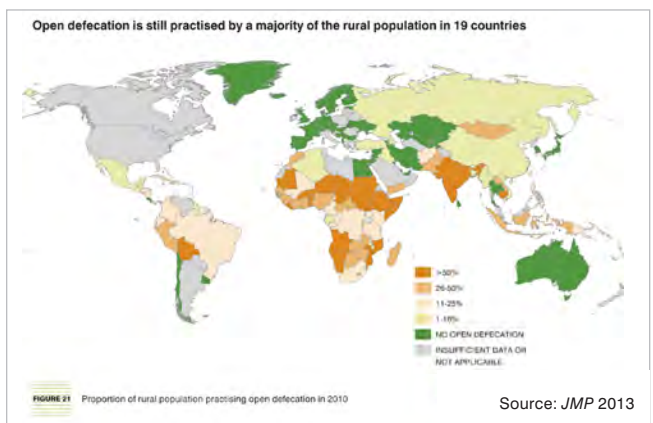 Open defecation is still practised by a majority of the rural population in 19 countries
>50%
26-50%
11-25%
1-10%
NO OPEN DEFECATION
INSUFFICIENT DATA OR
NOT APPLICABLE
FIGURE 21 Proportion of rural population practising open defecation in 2010
Source: JMP 2013